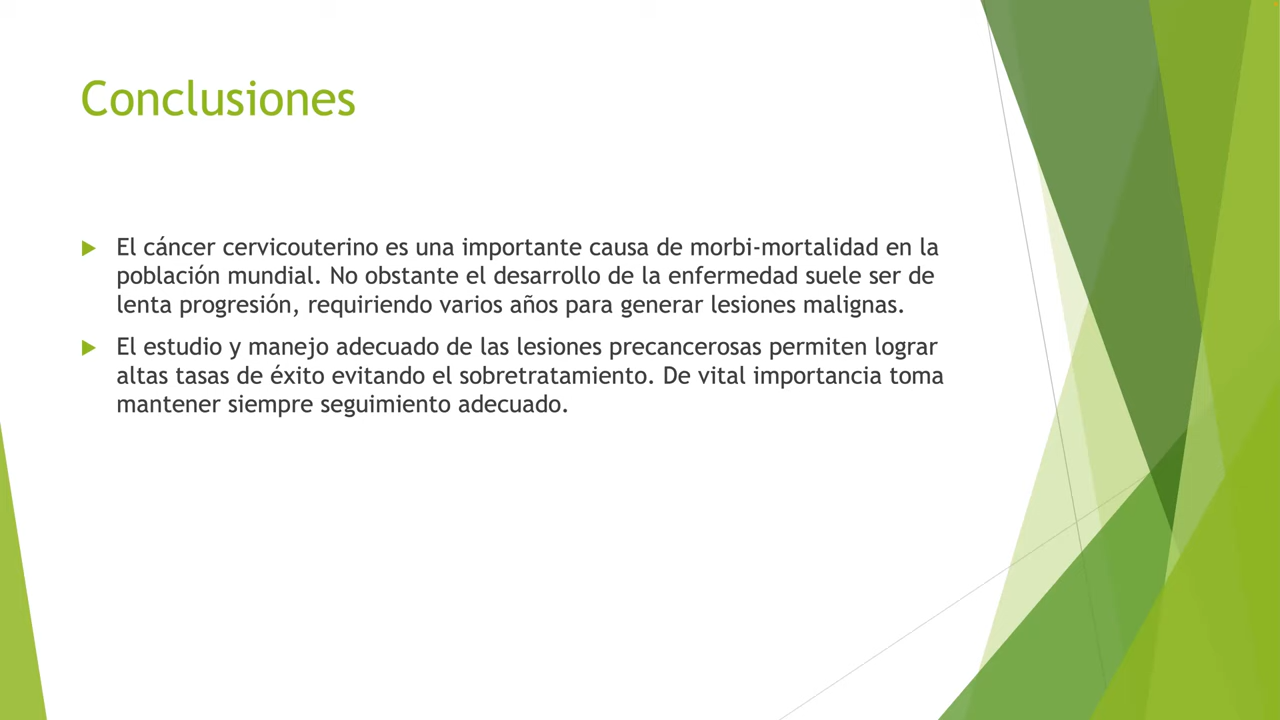 Conclusiones
El cáncer cervicouterino es una importante causa de morbi-mortalidad en la
población mundial. No obstante el desarrollo de la enfermedad suele ser de
lenta progresión, requiriendo varios años para generar lesiones malignas.
El estudio y manejo adecuado de las lesiones precancerosas permiten lograr
altas tasas de éxito evitando el sobretratamiento. De vital importancia toma
mantener siempre seguimiento adecuado.